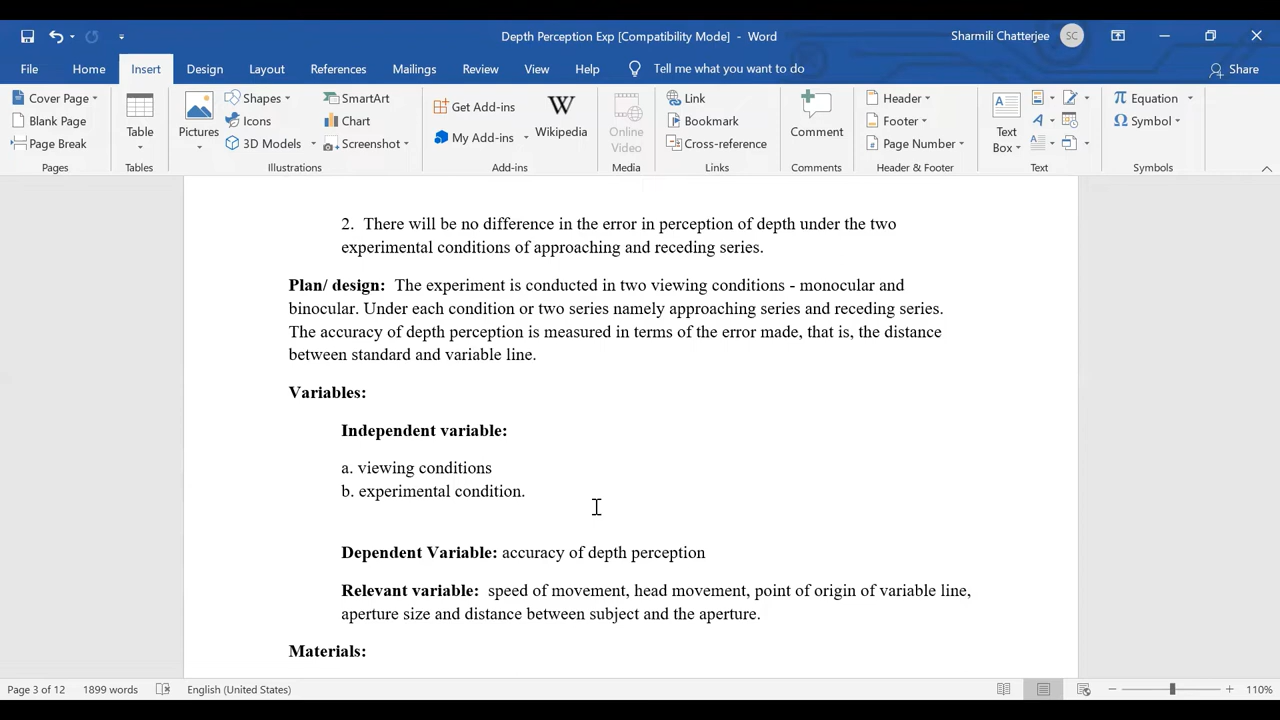 Depth Perception Exp [Compatibility Mode] - Word
Sharmili Chatterjee
SC
File Home Insert Design Layout References Mailings Review View Help Tell me what you want to do Share
Cover Page
Blank Page
Page Break
Pages
Table
Tables
Pictures
Shapes
Icons
3D Models
SmartArt
Chart
Screenshot
Illustrations
Get Add-ins
My Add-ins
Wikipedia
Add-ins
Online
Video
Media
Link
Bookmark
Cross-reference
Links
Comment
Comments
Header
Footer
Page Number
Header & Footer
Text
Box
Text
Equation
Symbol
Symbols
2. There will be no difference in the error in perception of depth under the two
experimental conditions of approaching and receding series.
Plan/ design: The experiment is conducted in two viewing conditions - monocular and
binocular. Under each condition or two series namely approaching series and receding series.
The accuracy of depth perception is measured in terms of the error made, that is, the distance
between standard and variable line.
Variables:
Independent variable:
a. viewing conditions
b. experimental condition.
Dependent Variable: accuracy of depth perception
Relevant variable: speed of movement, head movement, point of origin of variable line,
aperture size and distance between subject and the aperture.
Materials:
Page 3 of 12 1899 words English (United States) 110%